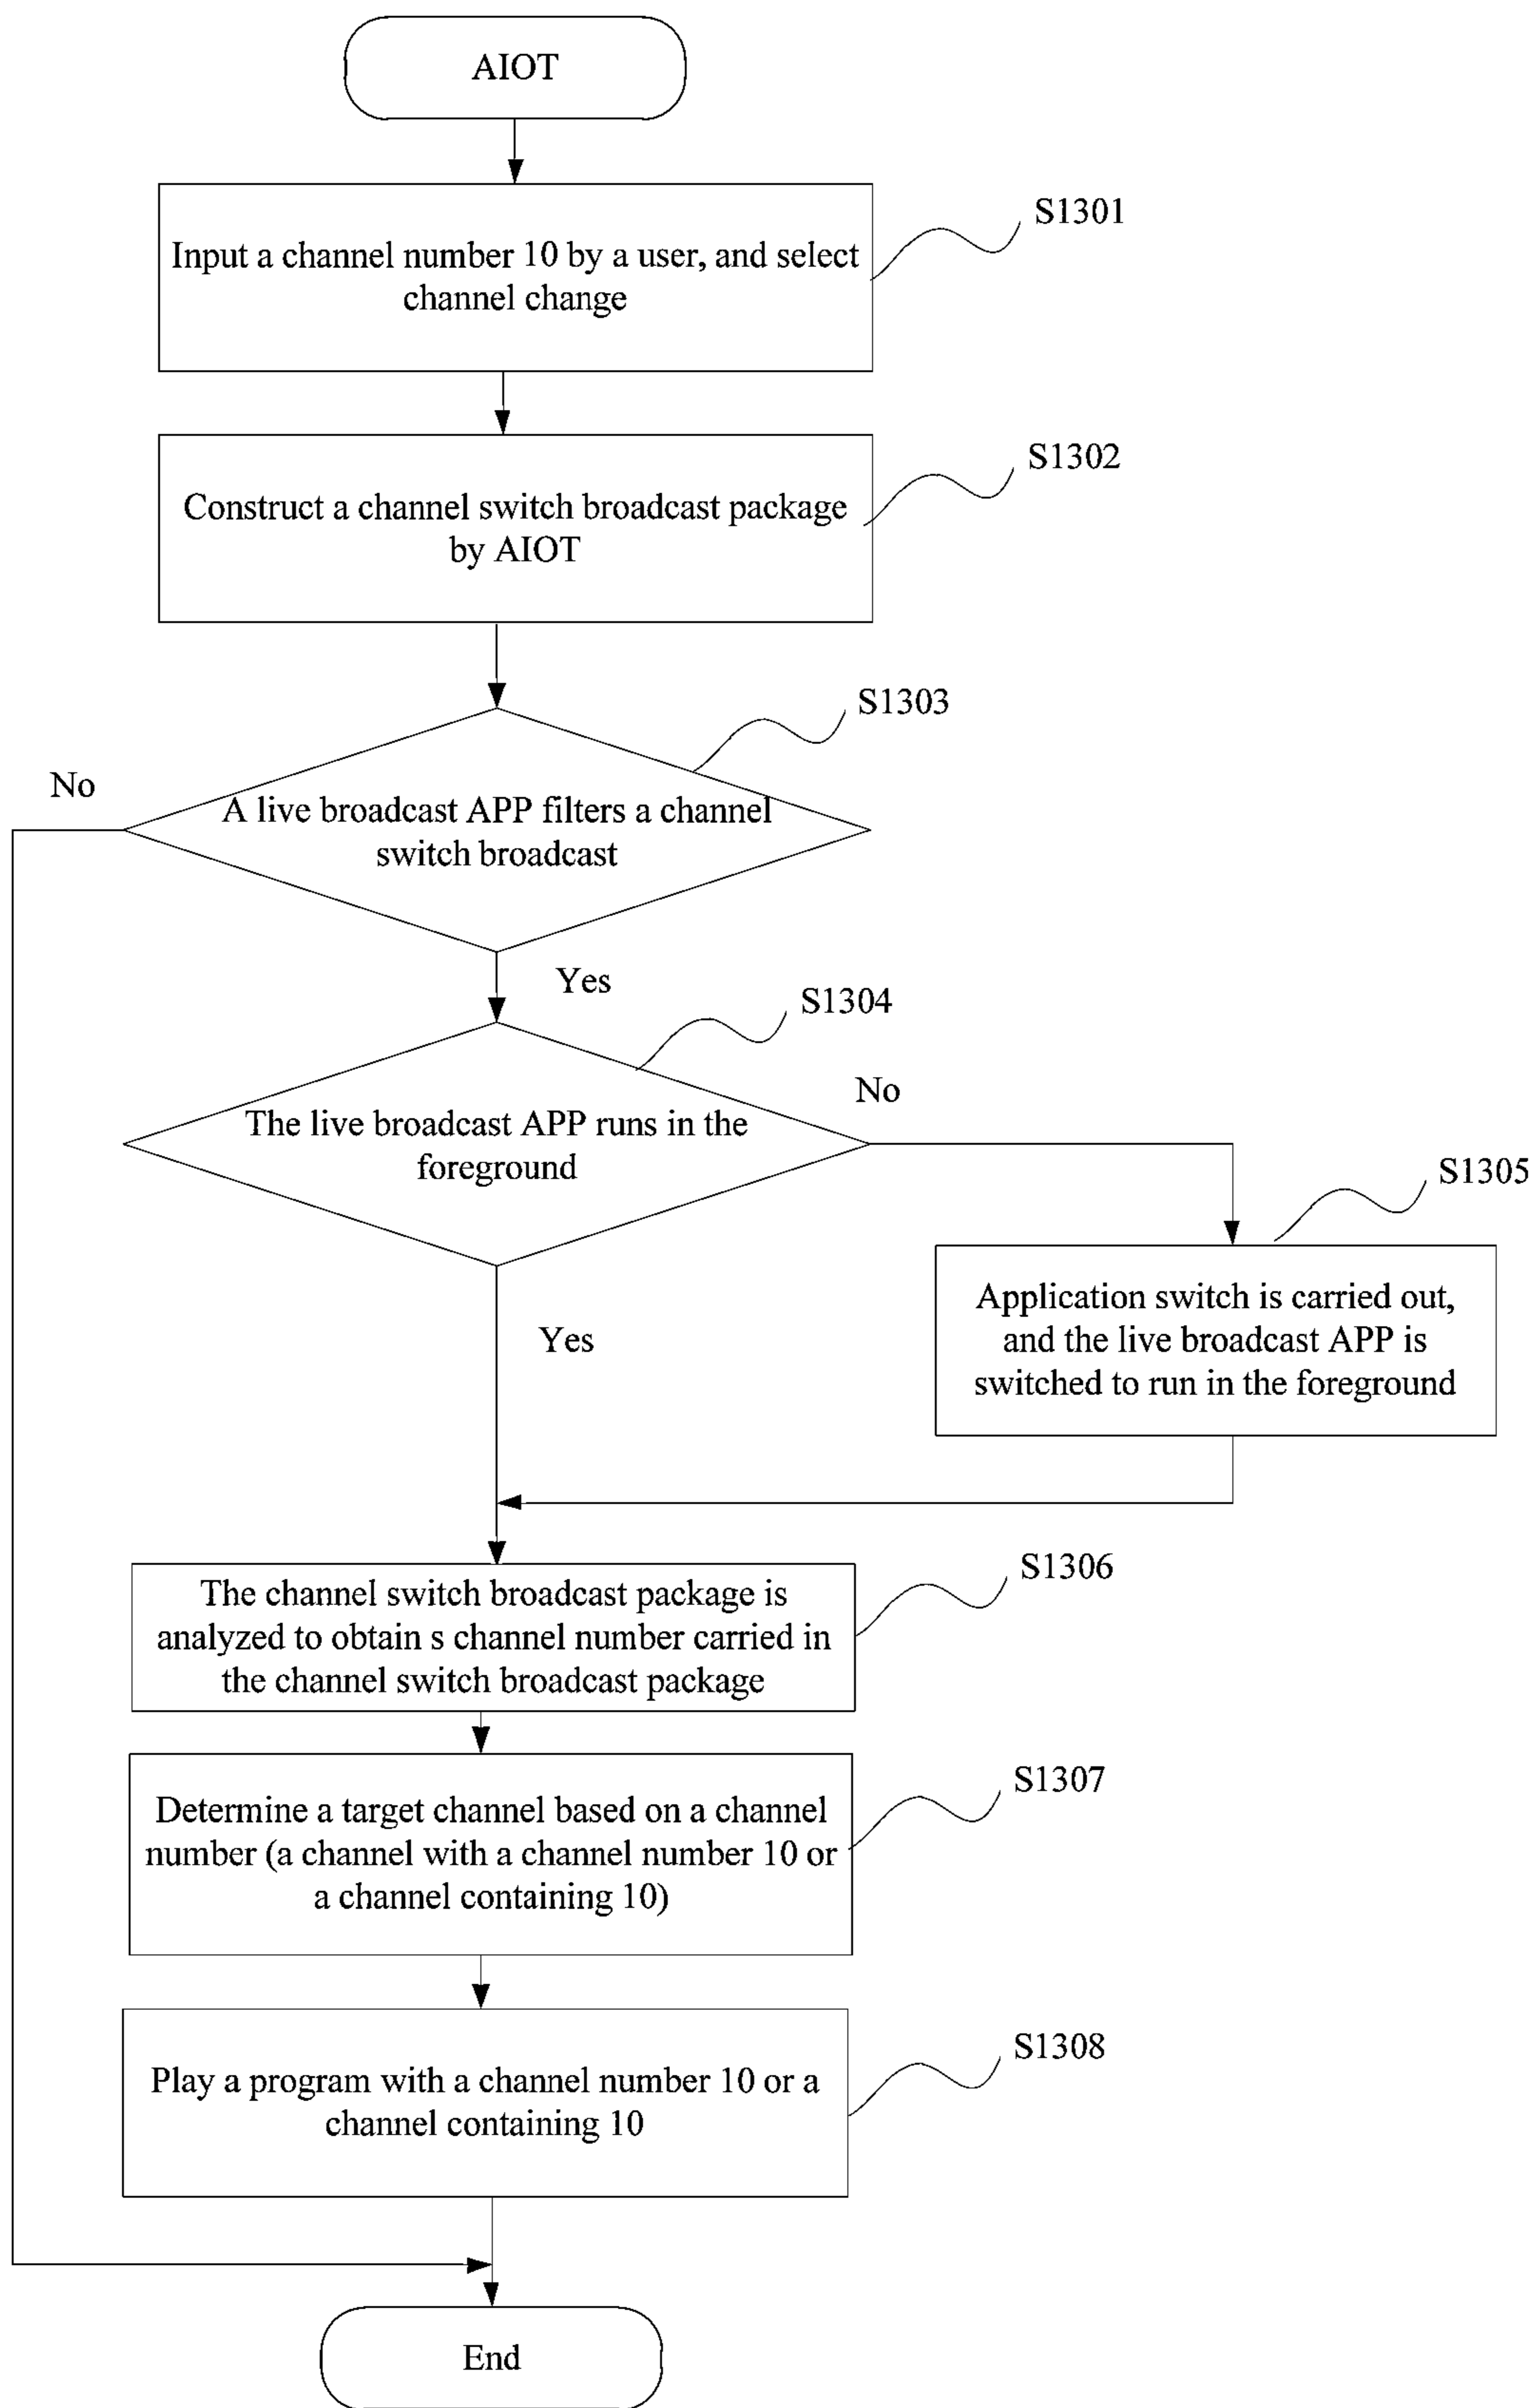 AIOT
Input a channel number 10 by a user, and select
channel change
S1301
Construct a channel switch broadcast package
by AIOT
S1302
S1303
No
A live broadcast APP filters a channel
switch broadcast
Yes
S1304
The live broadcast APP runs in the
foreground
No
S1305
Application switch is carried out,
and the live broadcast APP is
switched to run in the foreground
Yes
S1306
The channel switch broadcast package is
analyzed to obtain s channel number carried in
the channel switch broadcast package
S1307
Determine a target channel based on a channel
number (a channel with a channel number 10 or
a channel containing 10)
S1308
Play a program with a channel number 10 or a
channel containing 10
End